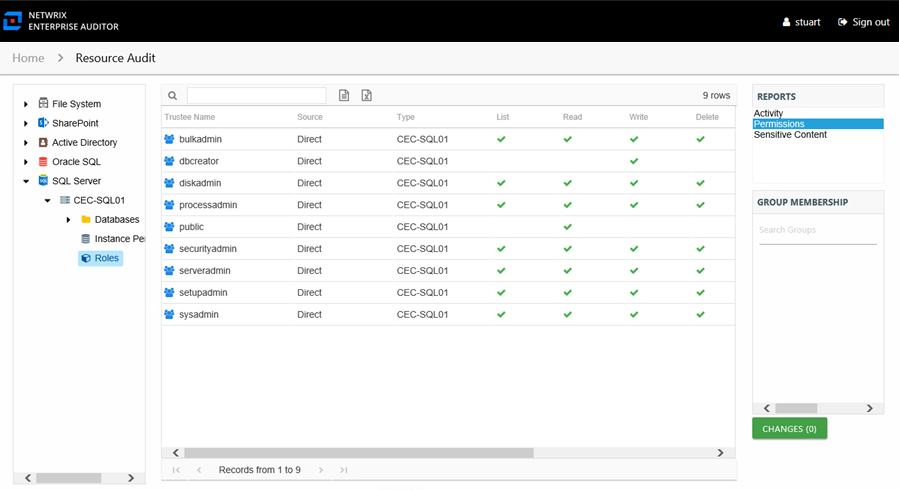 NETWRIX
ENTERPRISE AUDITOR
stuart
Sign out
Home > Resource Audit
File System
SharePoint
Active Directory
Oracle SQL
SQL Server
CEC-SQL01
Databases
Instance Per
Roles
9 rows
Trustee Name Source Type List Read Write Delete
bulkadmin Direct CEC-SQL01
dbcreator Direct CEC-SQL01
diskadmin Direct CEC-SQL01
processadmin Direct CEC-SQL01
public Direct CEC-SQL01
securityadmin Direct CEC-SQL01
serveradmin Direct CEC-SQL01
setupadmin Direct CEC-SQL01
sysadmin Direct CEC-SQL01
Records from 1 to 9
REPORTS
Activity
Permissions
Sensitive Content
GROUP MEMBERSHIP
Search Groups
CHANGES (0)